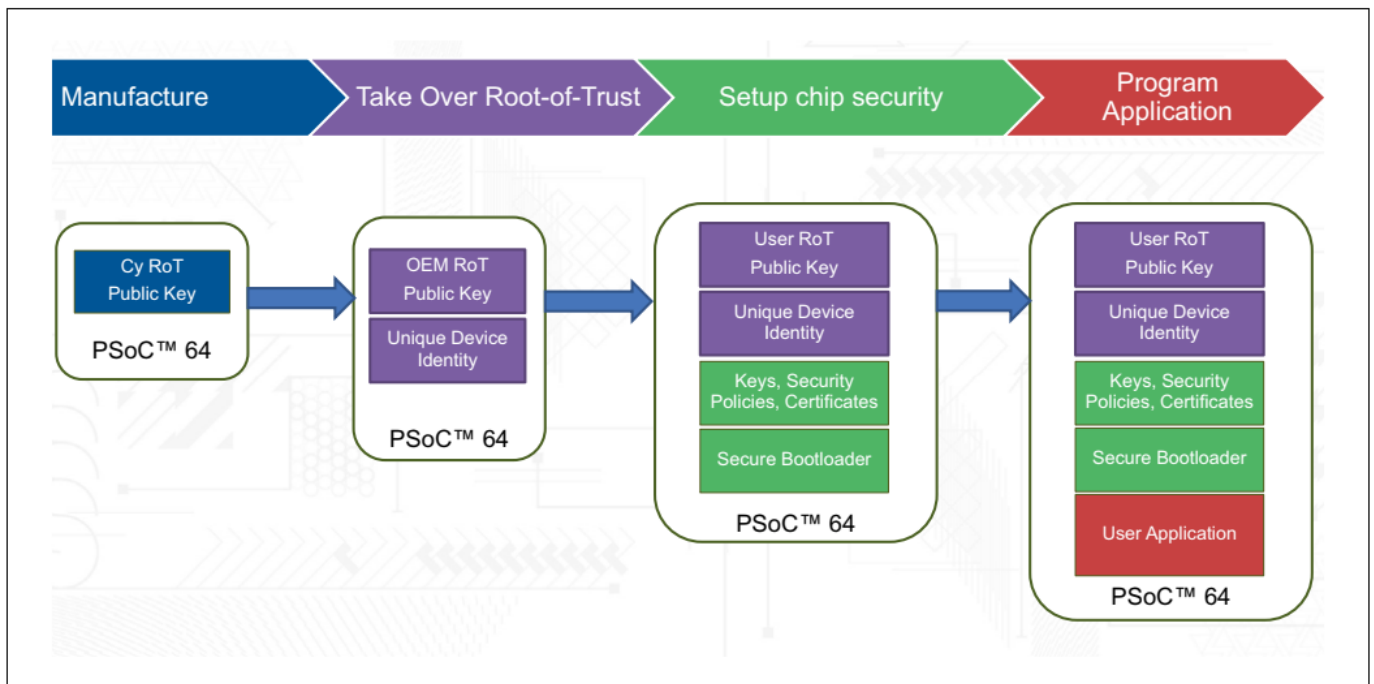 Manufacture
Take Over Root-of-Trust
Setup chip security
Program
Application
Cy RoT
Public Key
PSoC™ 64
OEM RoT
Public Key
Unique Device
Identity
PSoC™ 64
User RoT
Public Key
Unique Device
Identity
Keys, Security
Policies, Certificates
Secure Bootloader
PSoC™ 64
User RoT
Public Key
Unique Device
Identity
Keys, Security
Policies, Certificates
Secure Bootloader
User Application
PSoC™ 64